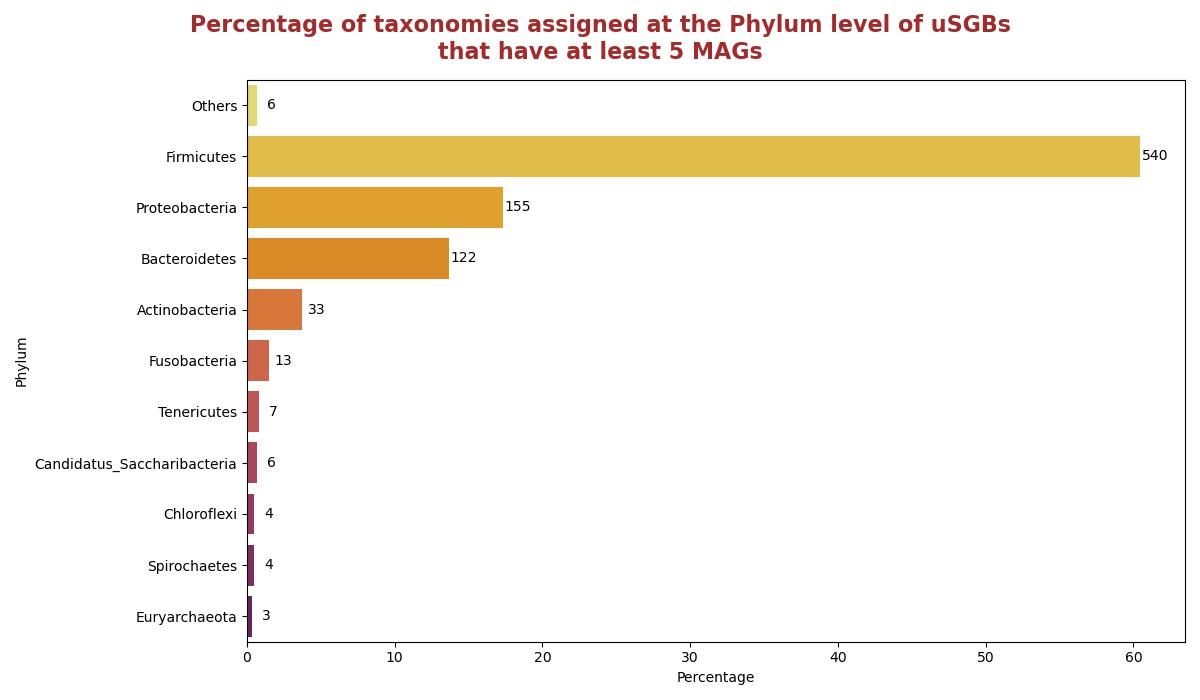 Percentage of taxonomies assigned at the Phylum level of uSGBs
that have at least 5 MAGs
Others 6
Firmicutes 540
Proteobacteria 155
Bacteroidetes 122
Actinobacteria 33
Fusobacteria 13
Tenericutes 7
Candidatus_Saccharibacteria 6
Chloroflexi 4
Spirochaetes 4
Euryarchaeota 3
Phylum
0 10 20 30 40 50 60
Percentage